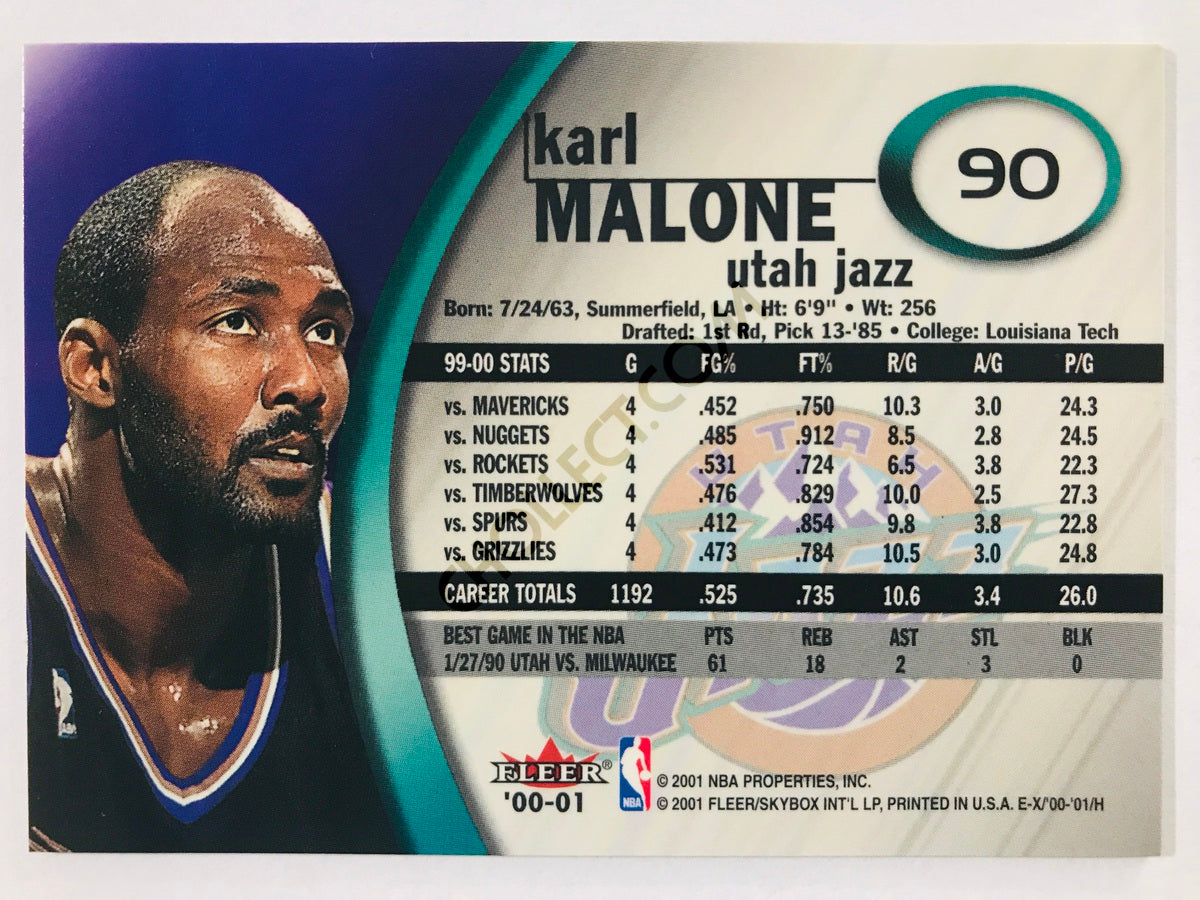 karl
MALONE
90
utah jazz
Born: 7/24/63, Summerfield, LA • Ht: 6'9" • Wt: 256
Drafted: 1st Rd, Pick 13-'85 • College: Louisiana Tech
99-00 STATS G FG% FT% R/G A/G P/G
vs. MAVERICKS 4 .452 .750 10.3 3.0 24.3
vs. NUGGETS 4 .485 .912 8.5 2.8 24.5
vs. ROCKETS 4 .531 .724 6.5 3.8 22.3
vs. TIMBERWOLVES 4 .476 .829 10.0 2.5 27.3
vs. SPURS 4 .412 .854 9.8 3.8 22.8
vs. GRIZZLIES 4 .473 .784 10.5 3.0 24.8
CAREER TOTALS 1192 .525 .735 10.6 3.4 26.0
BEST GAME IN THE NBA PTS REB AST STL BLK
1/27/90 UTAH VS. MILWAUKEE 61 18 2 3 0
UTAH
JAZZ
FLEER®
'00-01
NBA
© 2001 NBA PROPERTIES, INC.
© 2001 FLEER/SKYBOX INT'L LP, PRINTED IN U.S.A. E-X/'00-'01/H